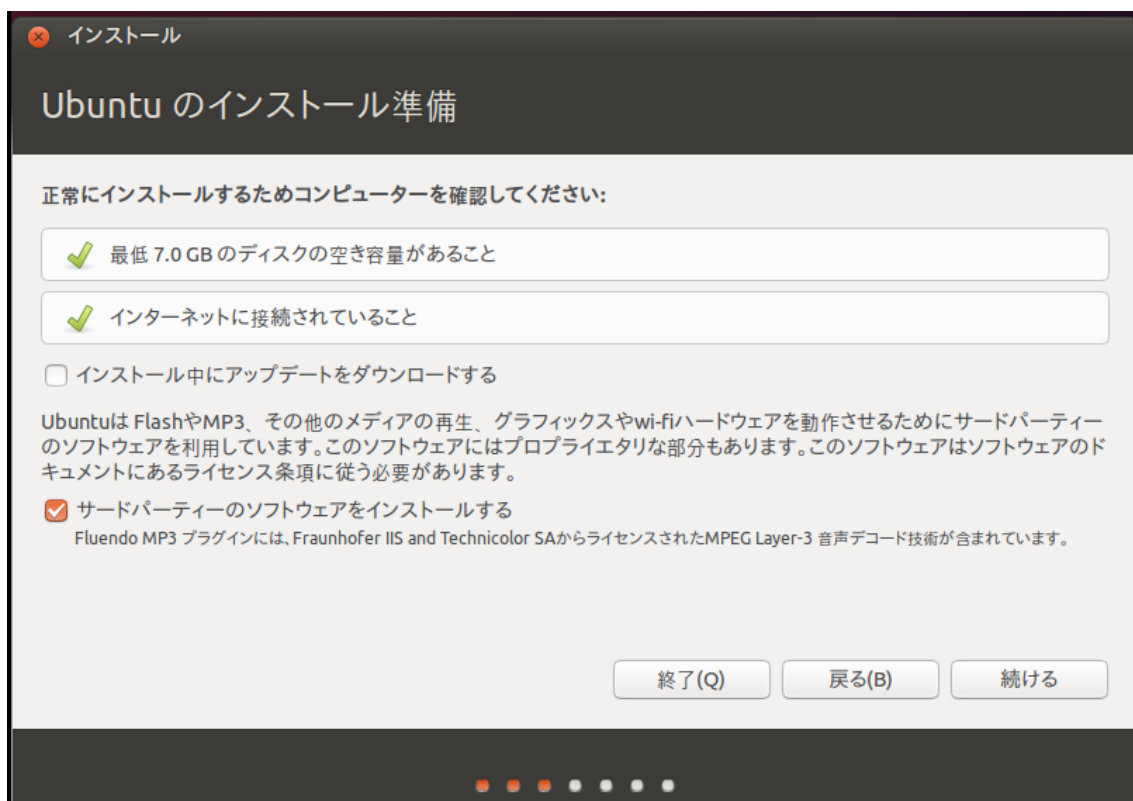 インストール
Ubuntu のインストール準備
正常にインストールするためコンピューターを確認してください:
最低 7.0 GB のディスクの空き容量があること
インターネットに接続されていること
インストール中にアップデートをダウンロードする
Ubuntuは FlashやMP3、その他のメディアの再生、グラフィックスやwi-fiハードウェアを動作させるためにサードパーティー
のソフトウェアを利用しています。このソフトウェアにはプロプライエタリな部分もあります。このソフトウェアはソフトウェアのド
キュメントにあるライセンス条項に従う必要があります。
サードパーティーのソフトウェアをインストールする
Fluendo MP3 プラグインには、Fraunhofer IIS and Technicolor SAからライセンスされたMPEG Layer-3 音声デコード技術が含まれています。
終了(Q) 戻る(B) 続ける